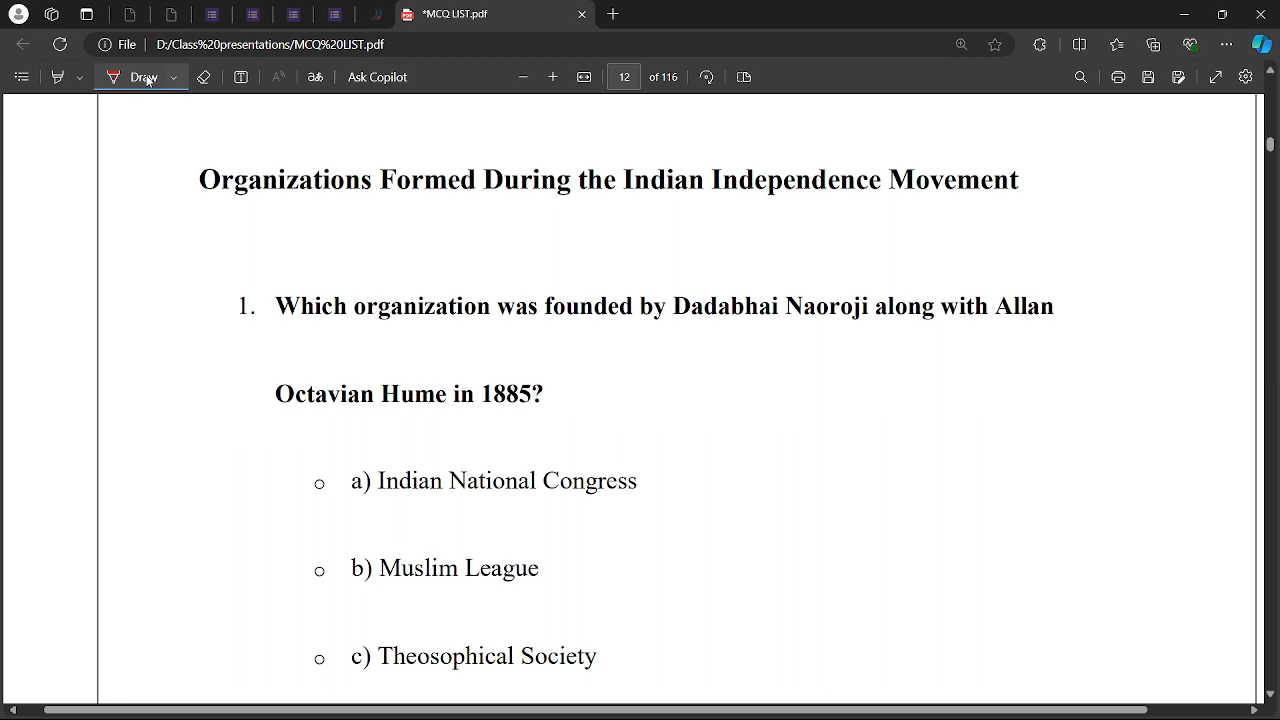 *MCQ LIST.pdf
File | D:/Class%20presentations/MCQ%20LIST.pdf
Draw Ask Copilot 12 of 116
Organizations Formed During the Indian Independence Movement
1. Which organization was founded by Dadabhai Naoroji along with Allan
Octavian Hume in 1885?
a) Indian National Congress
b) Muslim League
c) Theosophical Society